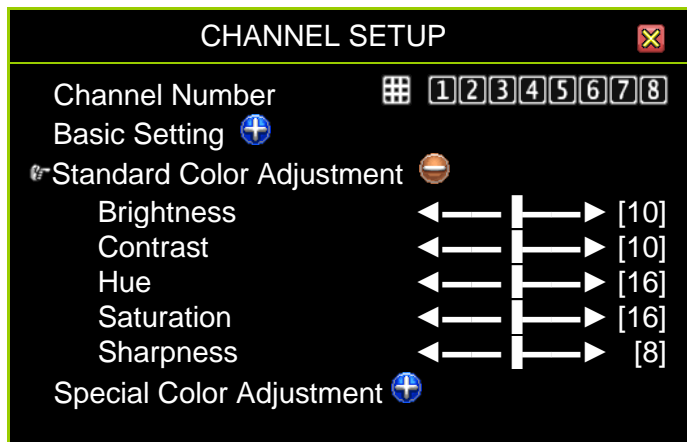 CHANNEL SETUP
Channel Number 1 2 3 4 5 6 7 8
Basic Setting
Standard Color Adjustment
Brightness [10]
Contrast [10]
Hue [16]
Saturation [16]
Sharpness [8]
Special Color Adjustment